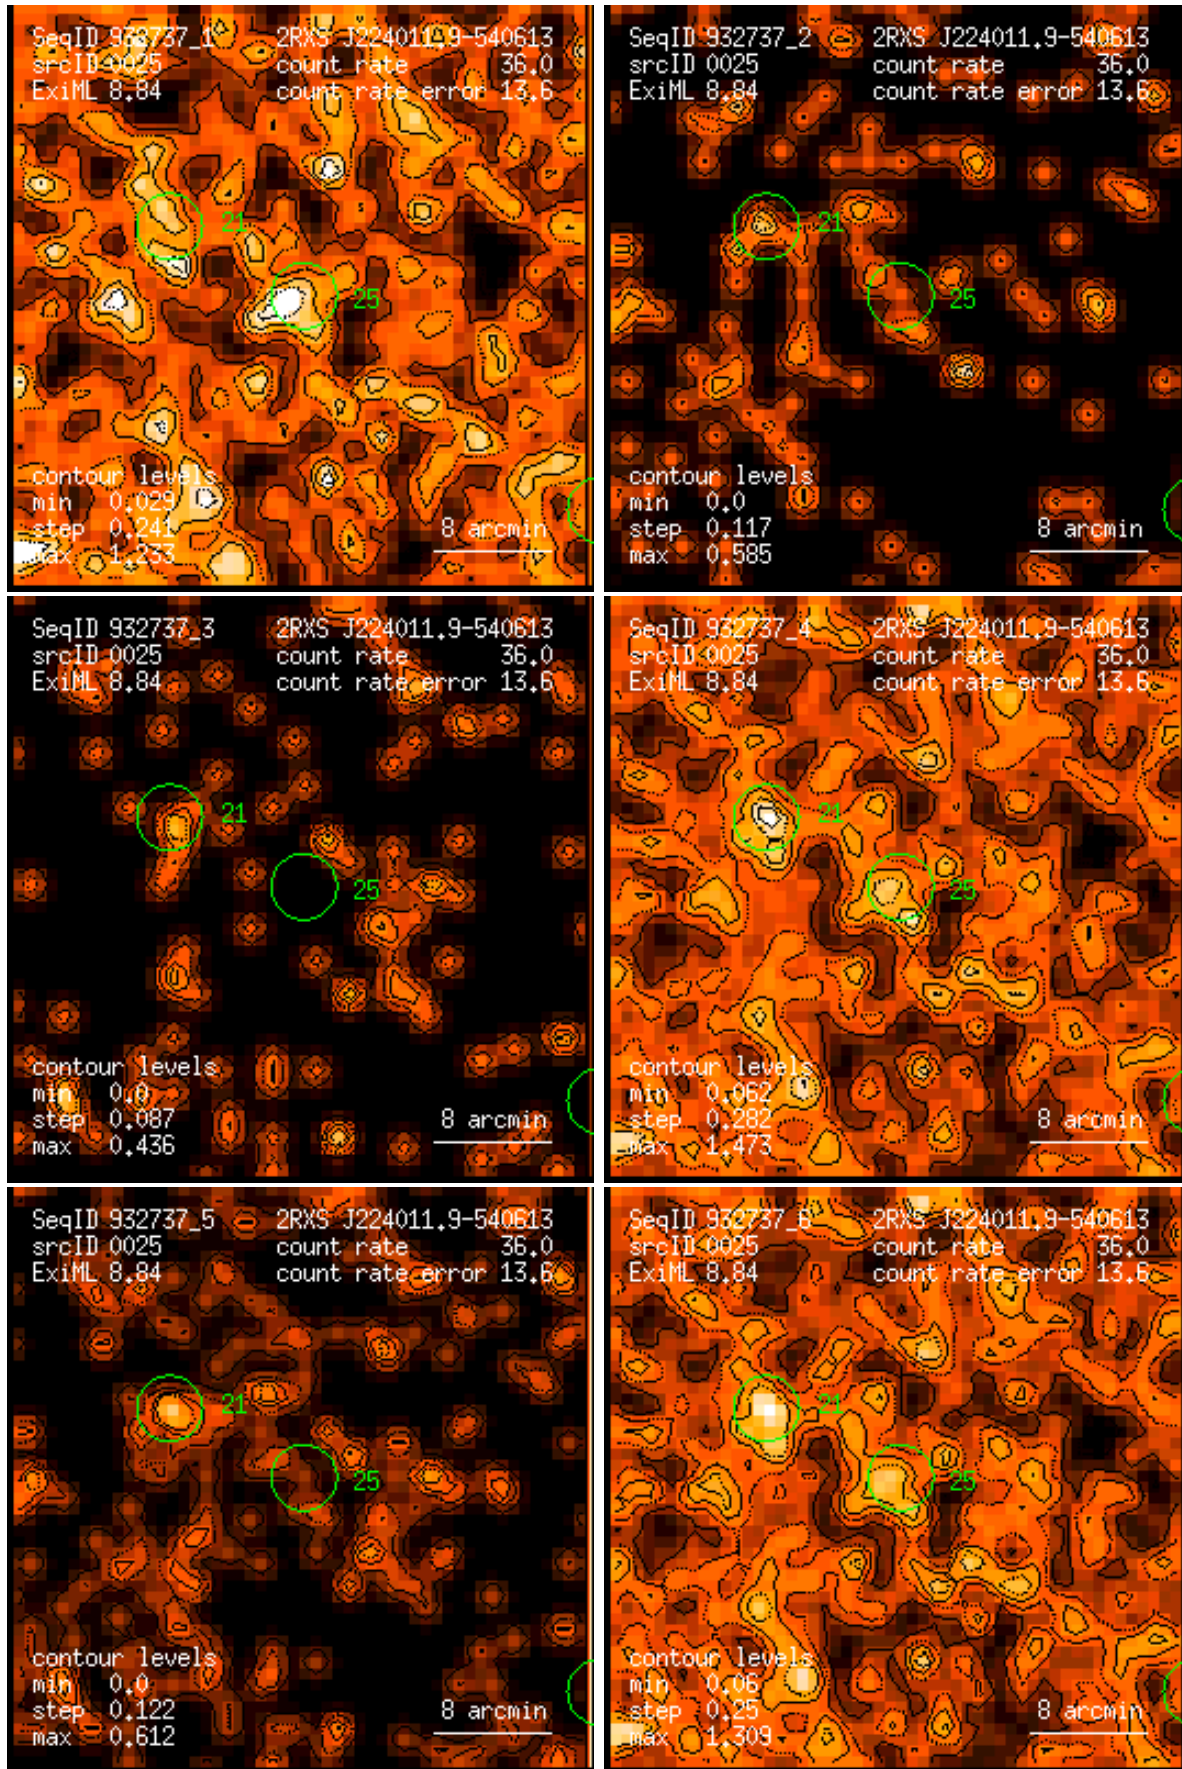 SeqID 932737_1 2RXS J224011.9-540613
srcID 0025 count rate 36.0
ExiML 8.84 count rate error 13.6
21
25
contour levels
min 0.029
step 0.241 8 arcmin
max 1.233
SeqID 932737_2 2RXS J224011.9-540613
srcID 0025 count rate 36.0
ExiML 8.84 count rate error 13.6
21
25
contour levels
min 0.0
step 0.117 8 arcmin
max 0.585
SeqID 932737_3 2RXS J224011.9-540613
srcID 0025 count rate 36.0
ExiML 8.84 count rate error 13.6
21
25
contour levels
min 0.0
step 0.087 8 arcmin
max 0.436
SeqID 932737_4 2RXS J224011.9-540613
srcID 0025 count rate 36.0
ExiML 8.84 count rate error 13.6
21
25
contour levels
min 0.062
step 0.282 8 arcmin
max 1.473
SeqID 932737_5 2RXS J224011.9-540613
srcID 0025 count rate 36.0
ExiML 8.84 count rate error 13.6
21
25
contour levels
min 0.0
step 0.122 8 arcmin
max 0.612
SeqID 932737_6 2RXS J224011.9-540613
srcID 0025 count rate 36.0
ExiML 8.84 count rate error 13.6
21
25
contour levels
min 0.06
step 0.25 8 arcmin
max 1.309